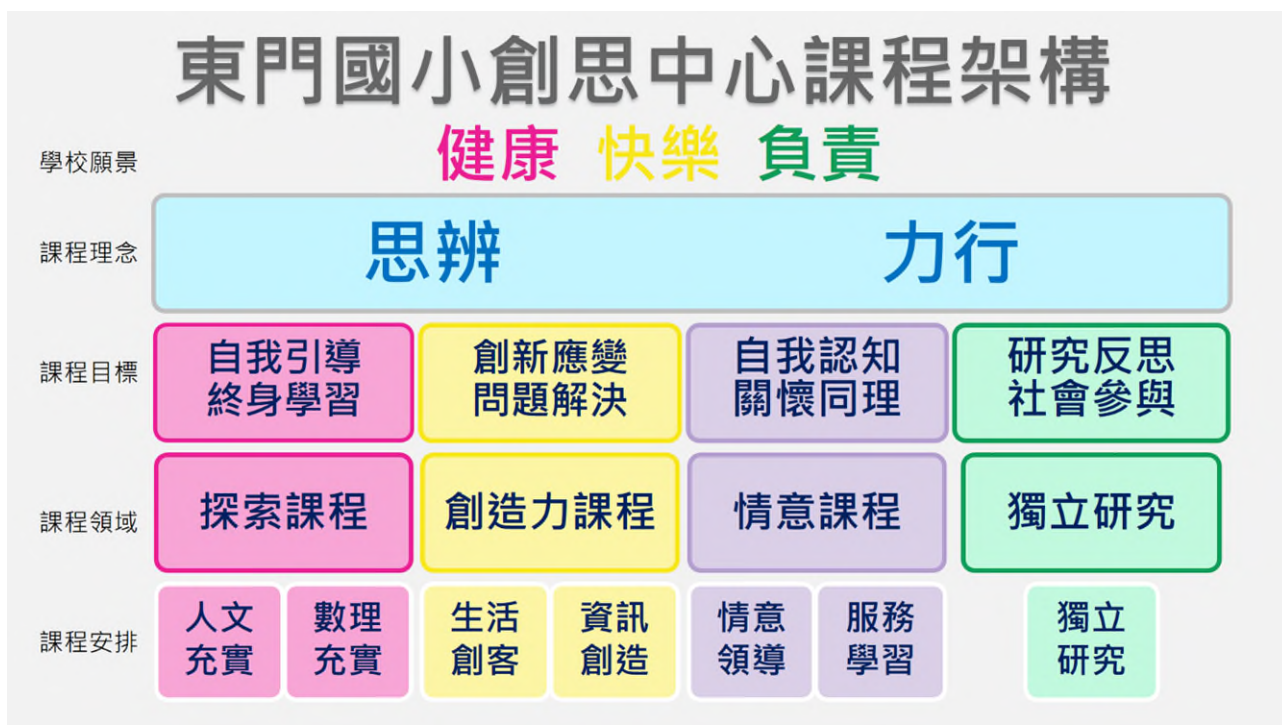 東門國小創思中心課程架構
學校願景
健康 快樂 負責
課程理念
思辨 力行
課程目標
自我引導
終身學習
創新應變
問題解決
自我認知
關懷同理
研究反思
社會參與
課程領域
探索課程
創造力課程
情意課程
獨立研究
課程安排
人文
充實
數理
充實
生活
創客
資訊
創造
情意
領導
服務
學習
獨立
研究